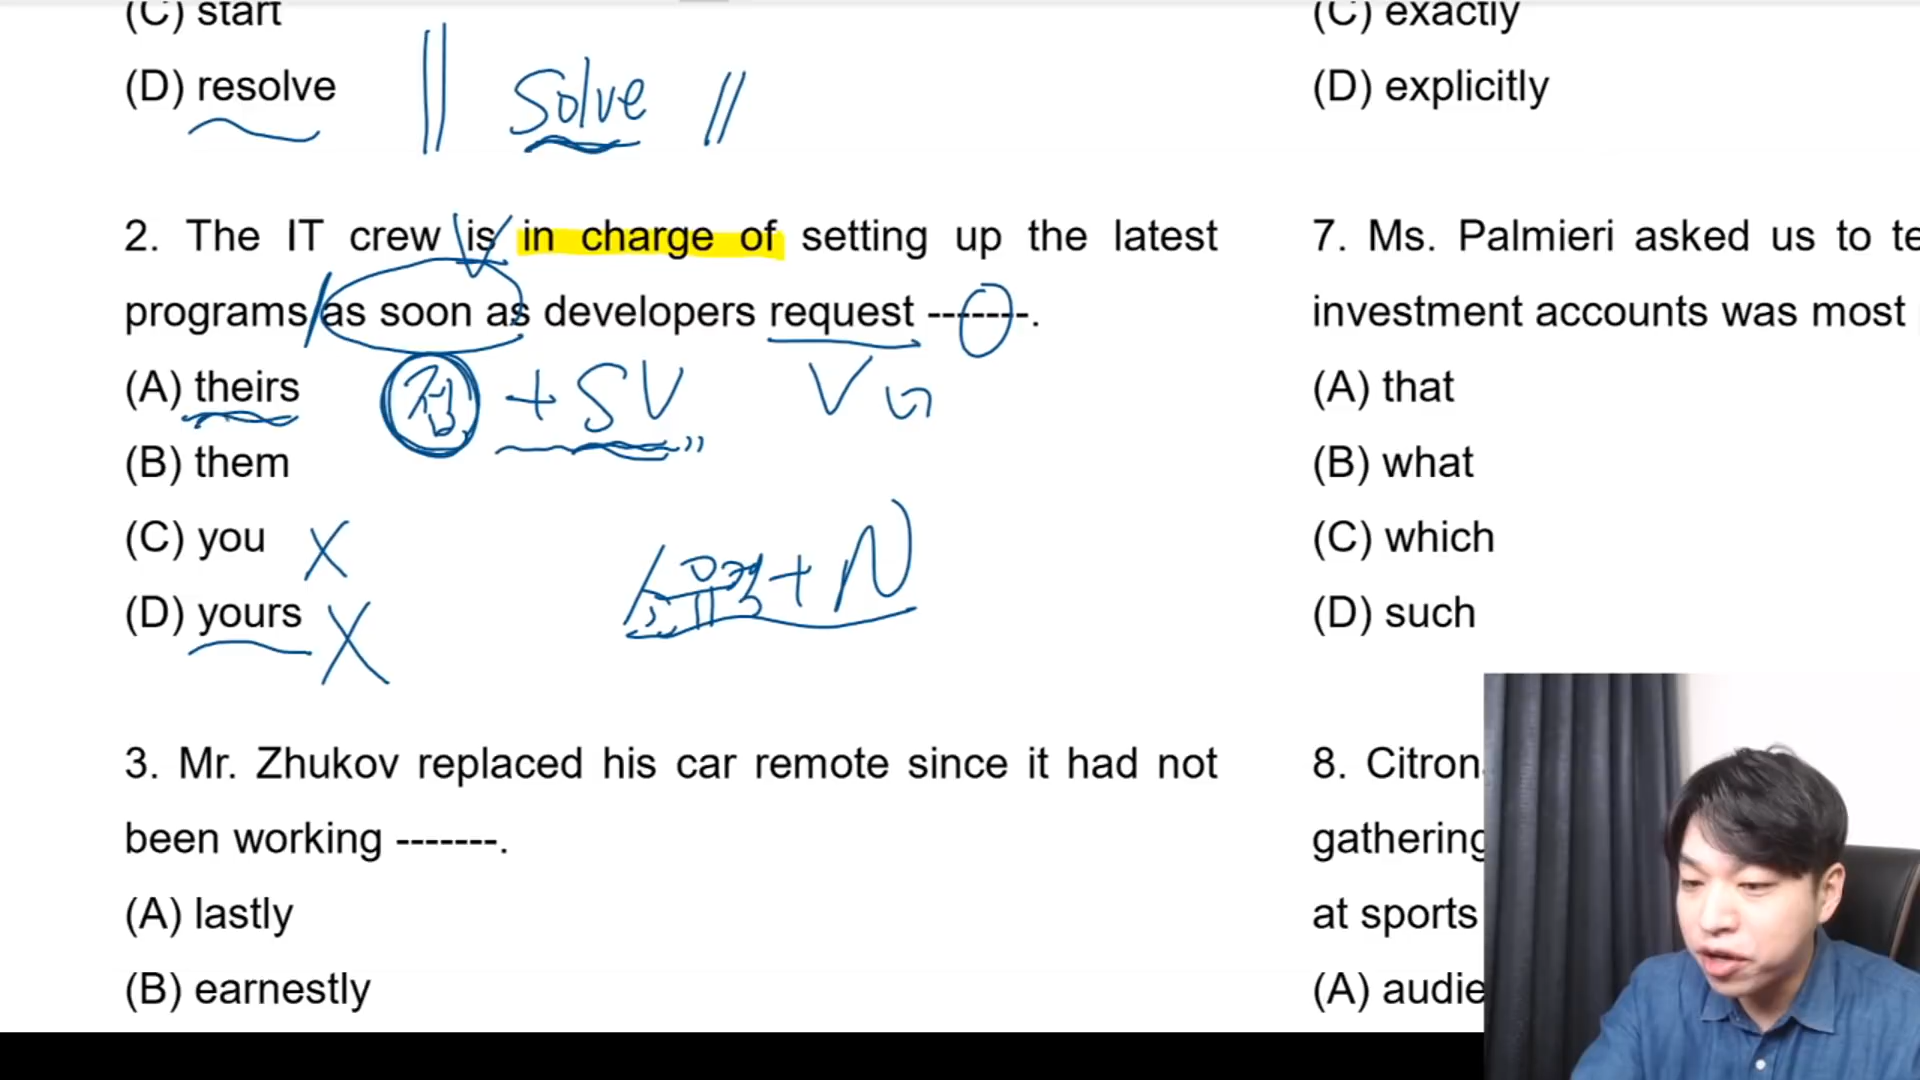 (C) start
(D) resolve
solve
2. The IT crew is in charge of setting up the latest
programs as soon as developers request -------.
(A) theirs
접 + SV
V
(B) them
(C) you X
+ N
(D) yours X
3. Mr. Zhukov replaced his car remote since it had not
been working -------.
(A) lastly
(B) earnestly
(C) exactly
(D) explicitly
7. Ms. Palmieri asked us to te
investment accounts was most
(A) that
(B) what
(C) which
(D) such
8. Citron
gathering
at sports
(A) audie